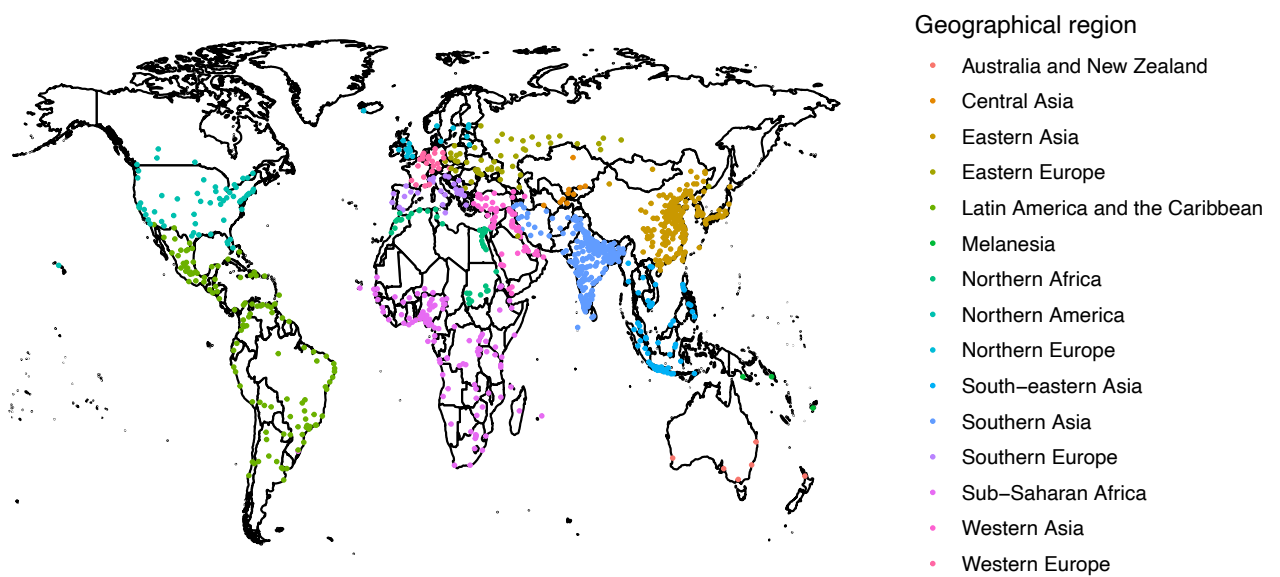 Geographical region
Australia and New Zealand
Central Asia
Eastern Asia
Eastern Europe
Latin America and the Caribbean
Melanesia
Northern Africa
Northern America
Northern Europe
South−eastern Asia
Southern Asia
Southern Europe
Sub−Saharan Africa
Western Asia
Western Europe